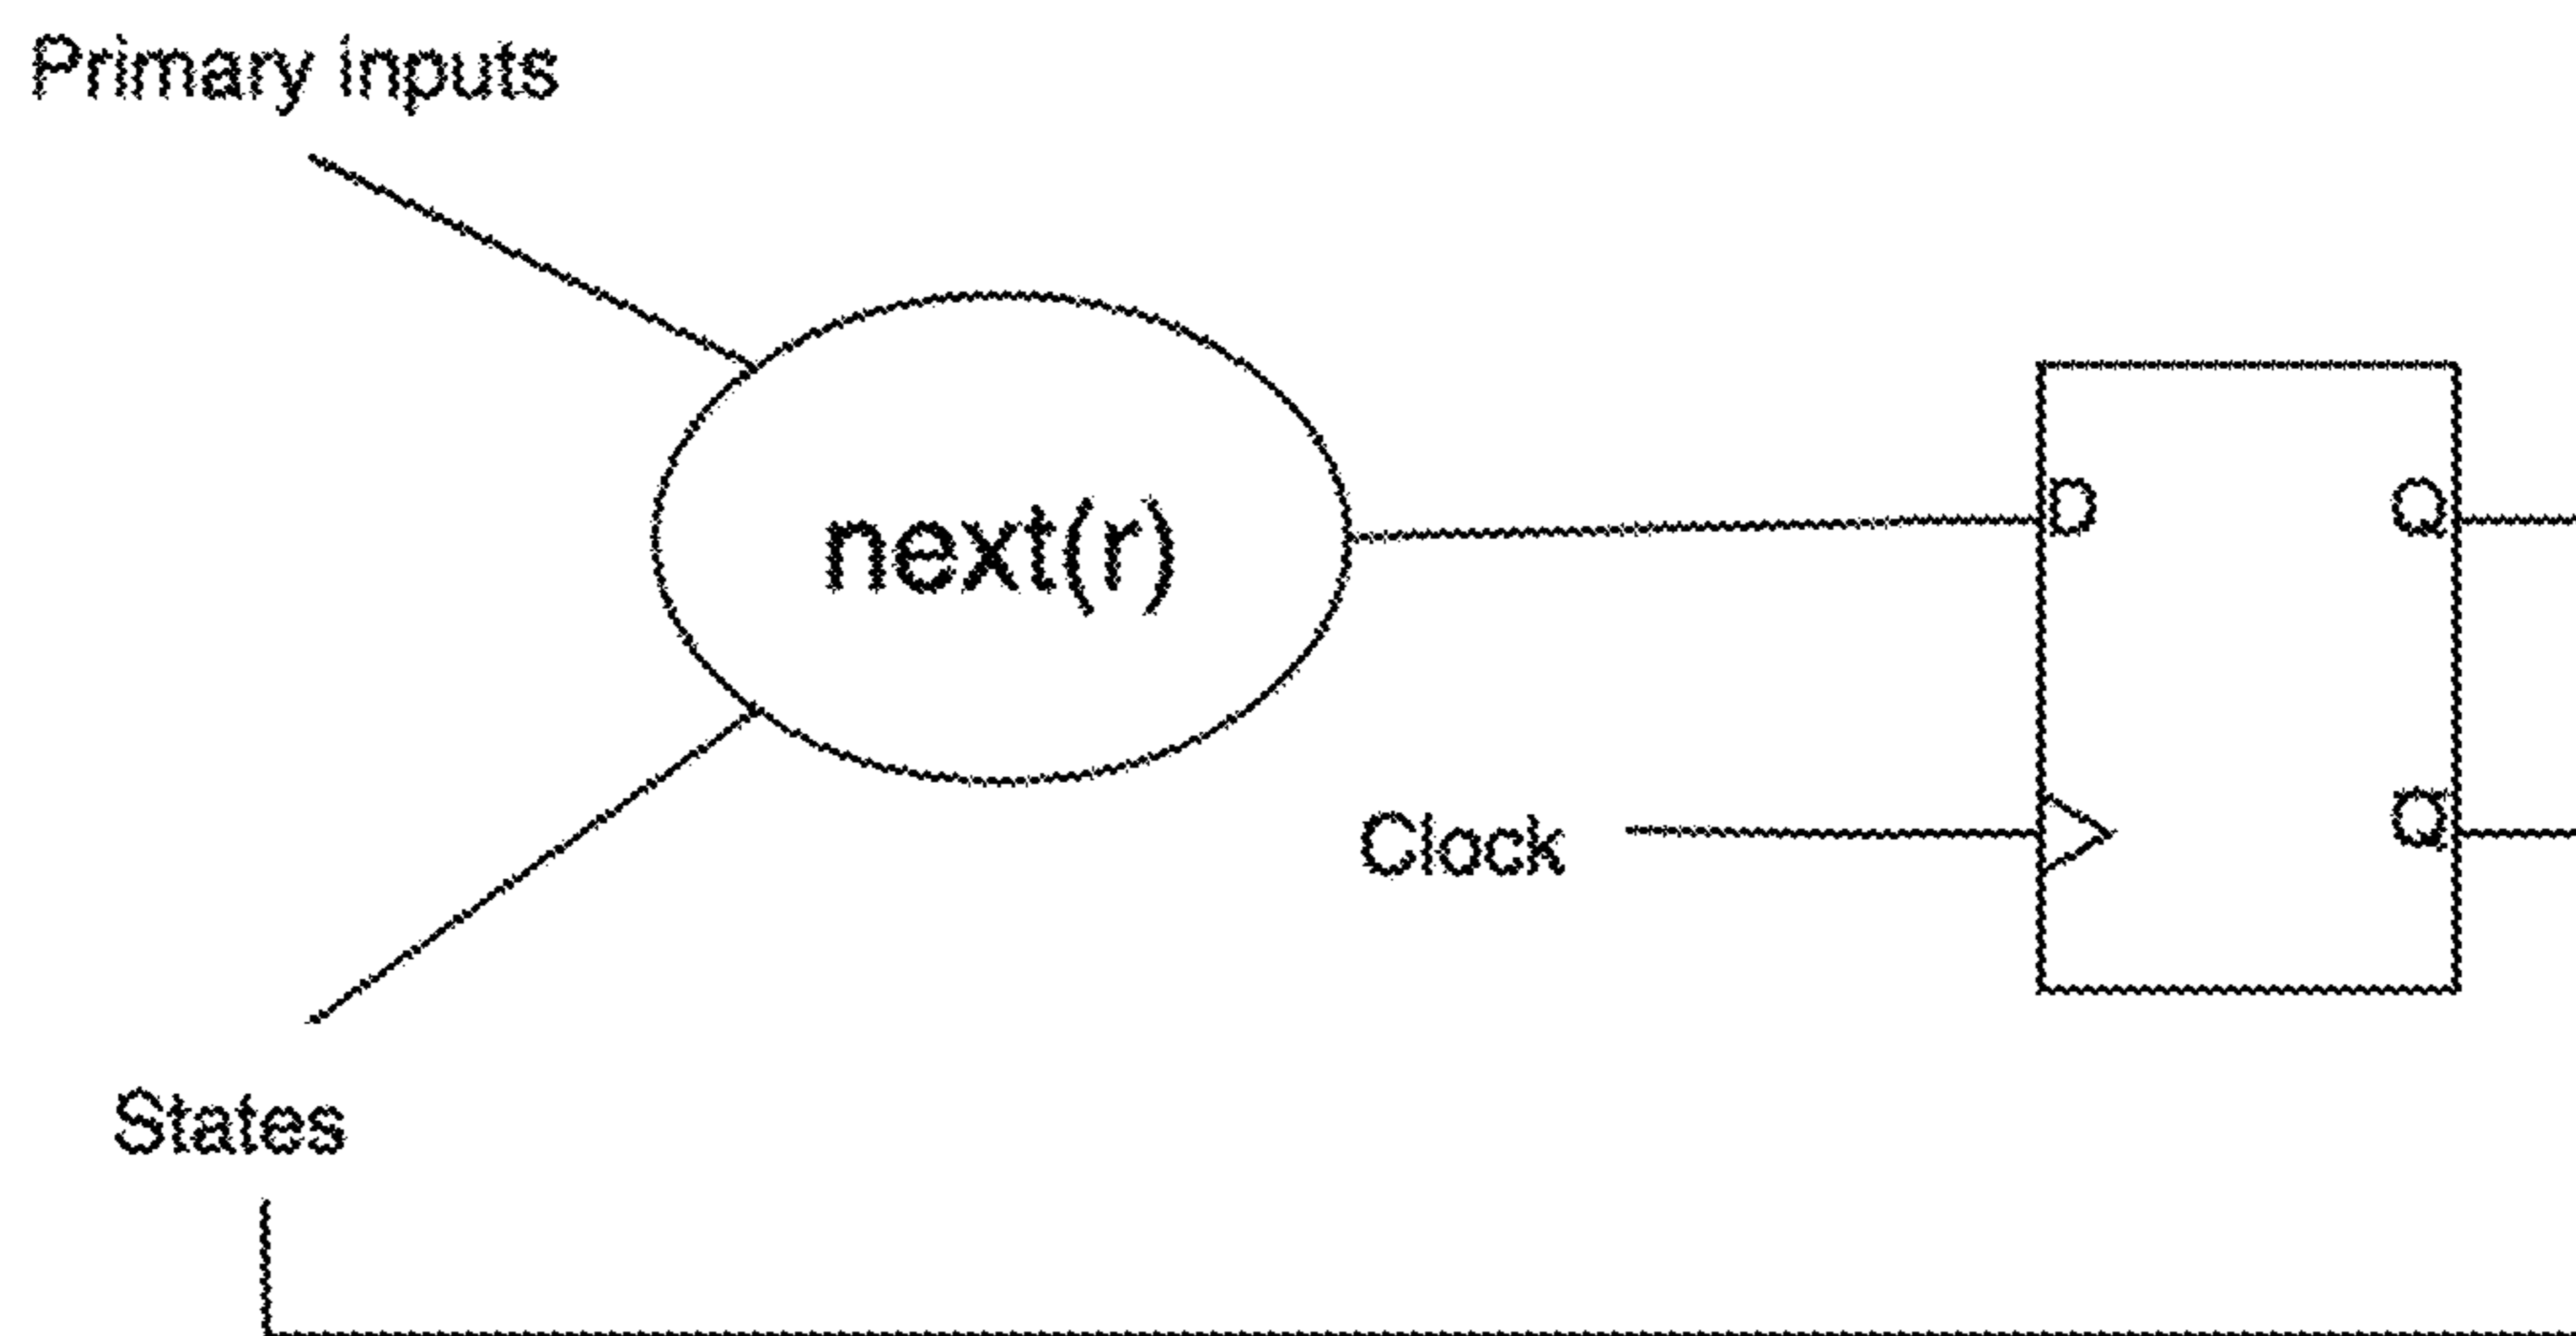 Primary inputs
next(r)
D
Q
Clock
Q̅
States